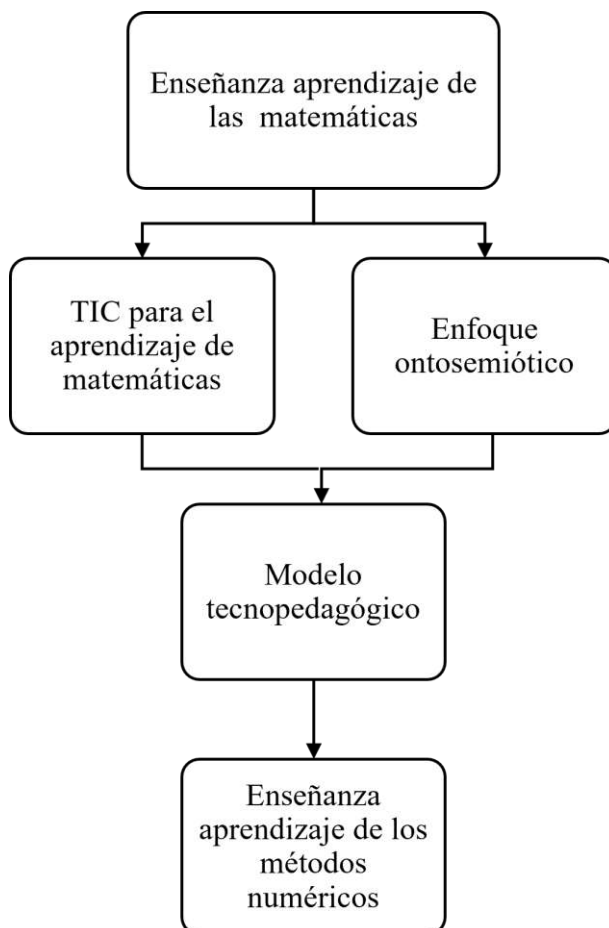 Enseñanza aprendizaje de
las matemáticas
TIC para el
aprendizaje de
matemáticas
Enfoque
ontosemiótico
Modelo
tecnopedagógico
Enseñanza
aprendizaje de los
métodos
numéricos